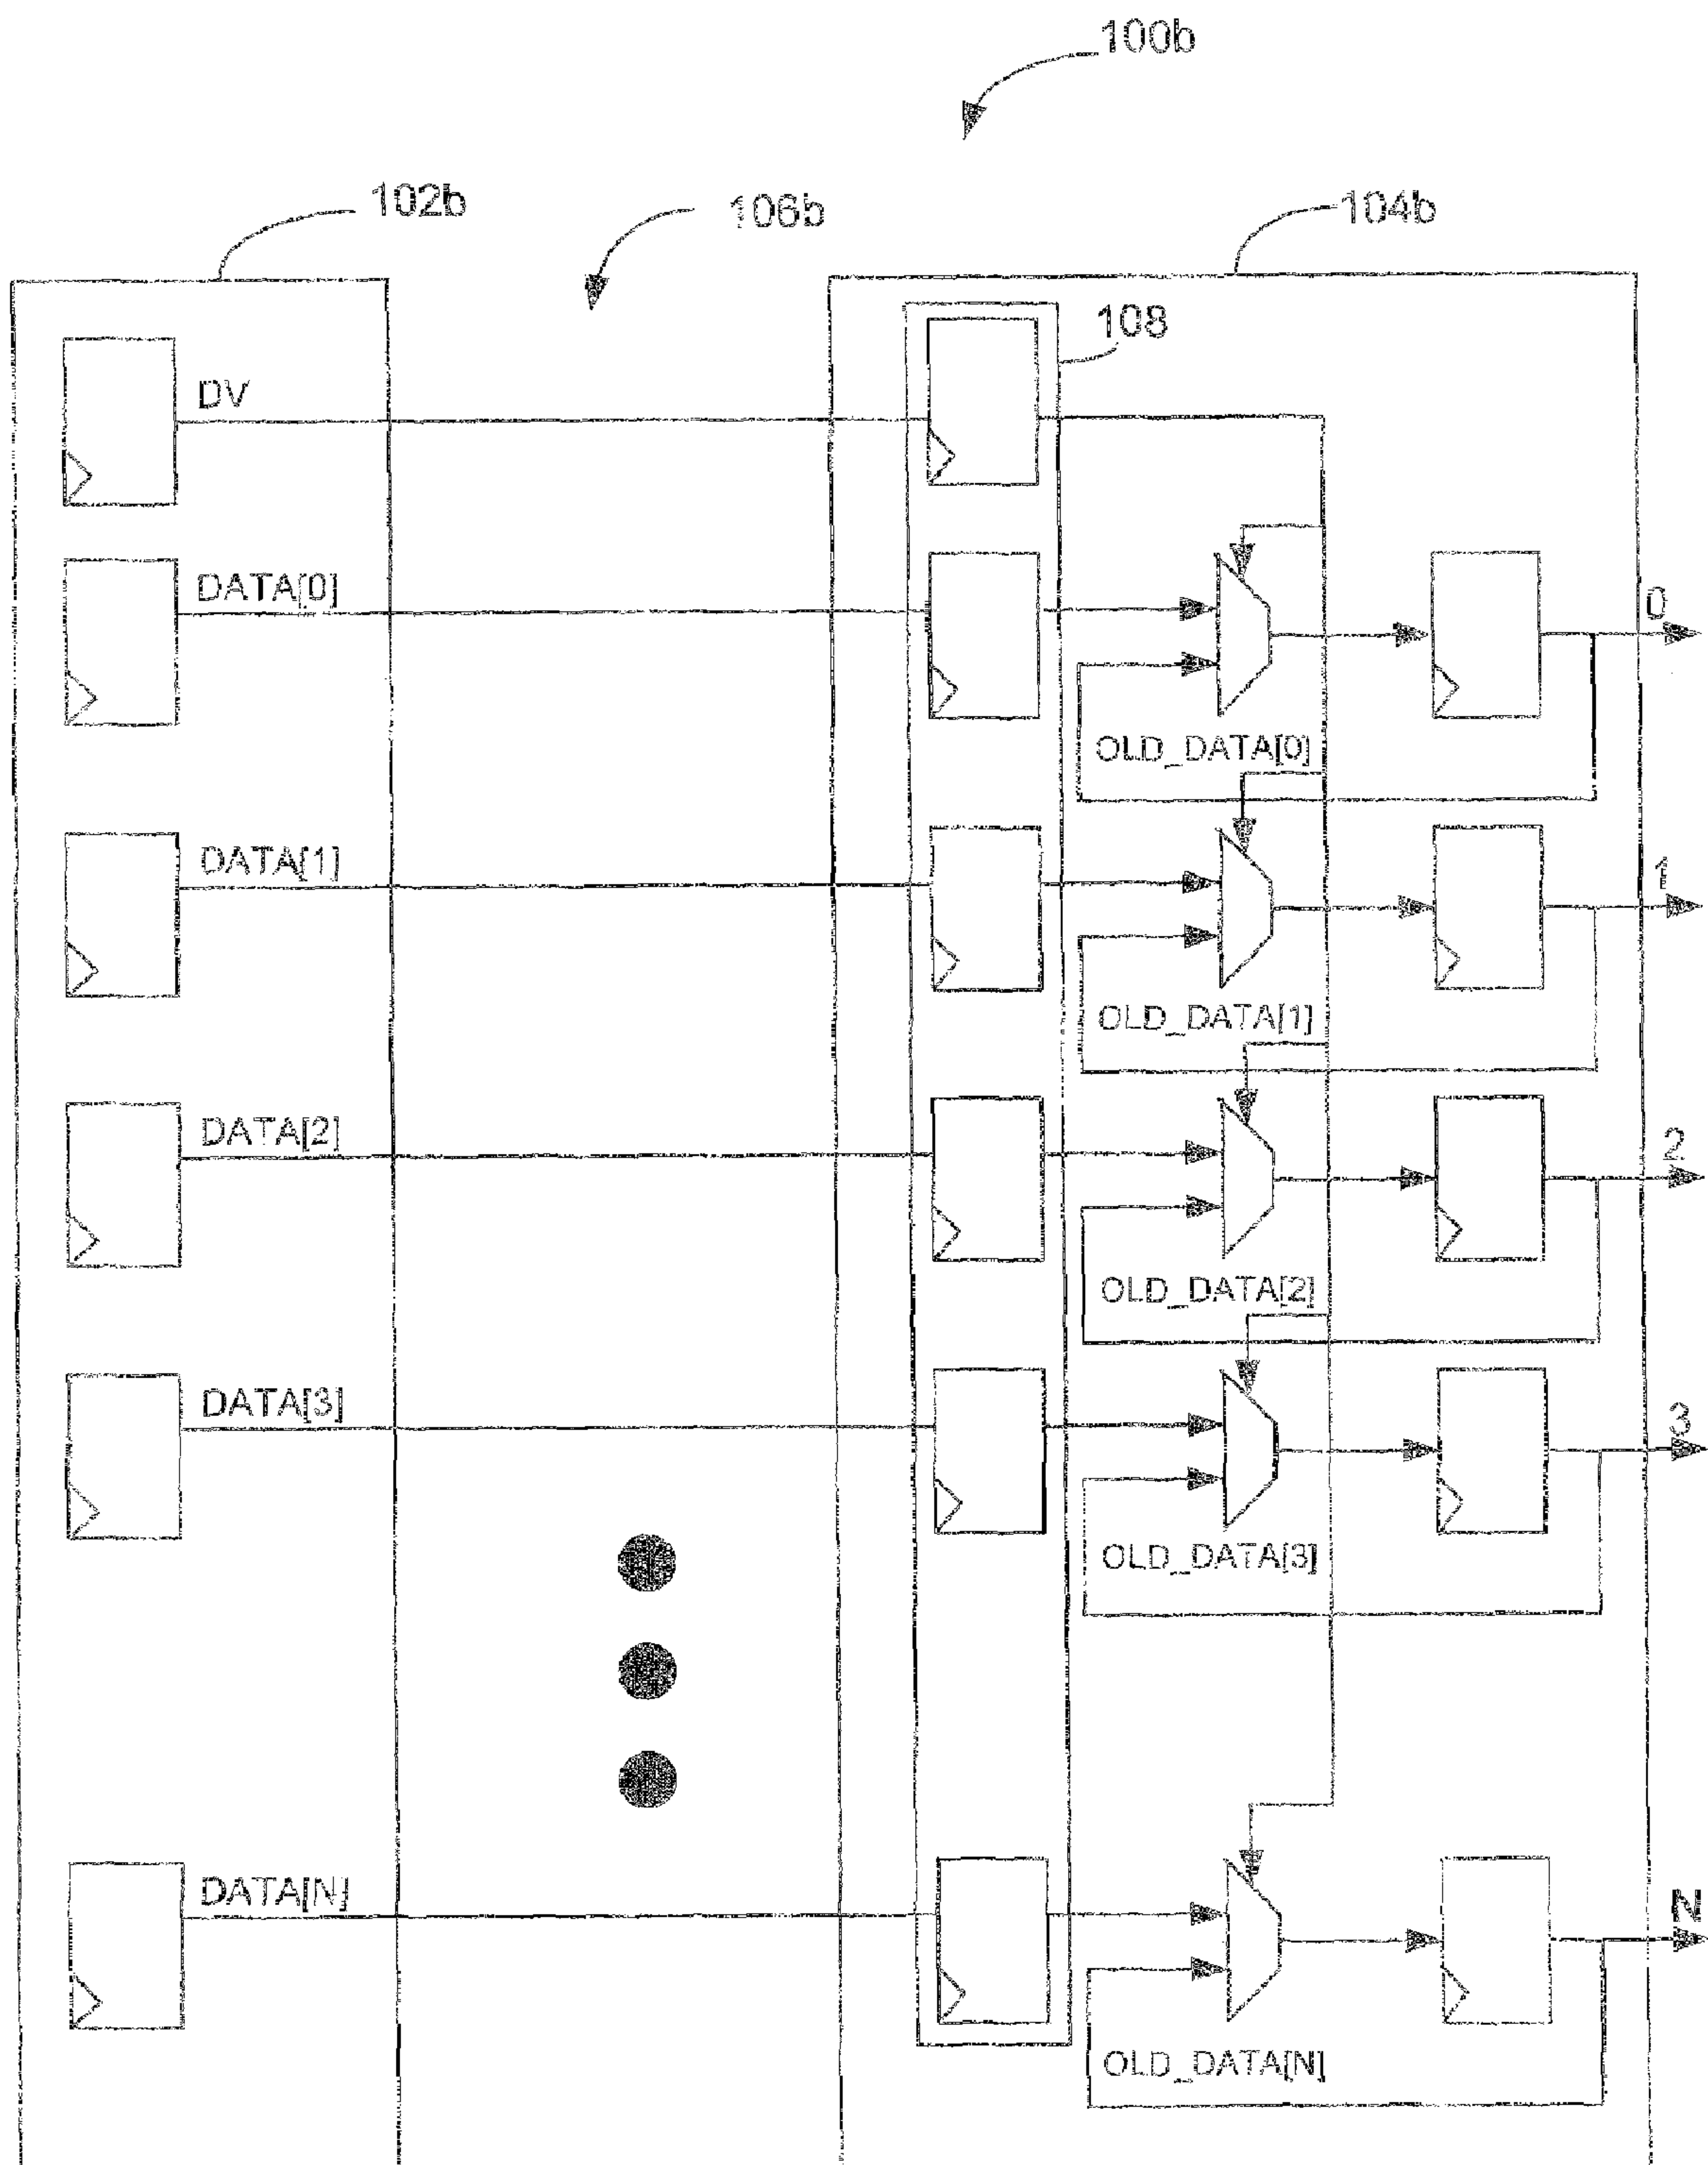 100b
102b
106b
104b
108
DV
DATA[0]
0
OLD_DATA[0]
DATA[1]
1
OLD_DATA[1]
DATA[2]
2
OLD_DATA[2]
DATA[3]
3
OLD_DATA[3]
DATA[N]
N
OLD_DATA[N]